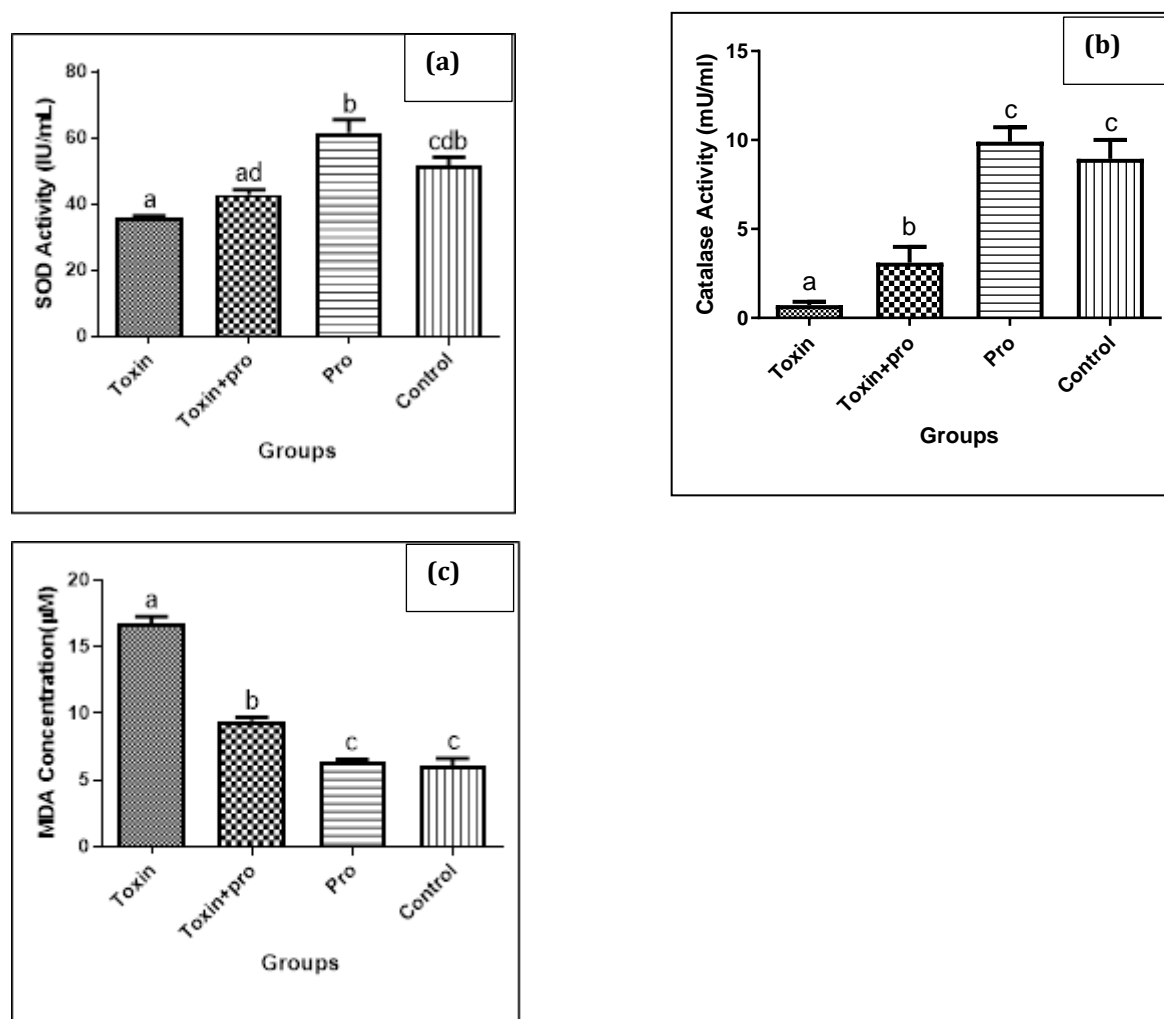 (a)
SOD Activity (IU/mL)
80
60
40
20
0
a
ad
b
cdb
Toxin
Toxin+pro
Pro
Control
Groups
(b)
Catalase Activity (mU/ml)
15
10
5
0
a
b
c
c
Toxin
Toxin+pro
Pro
Control
Groups
(c)
MDA Concentration(µM)
20
15
10
5
0
a
b
c
c
Toxin
Toxin+pro
Pro
Control
Groups